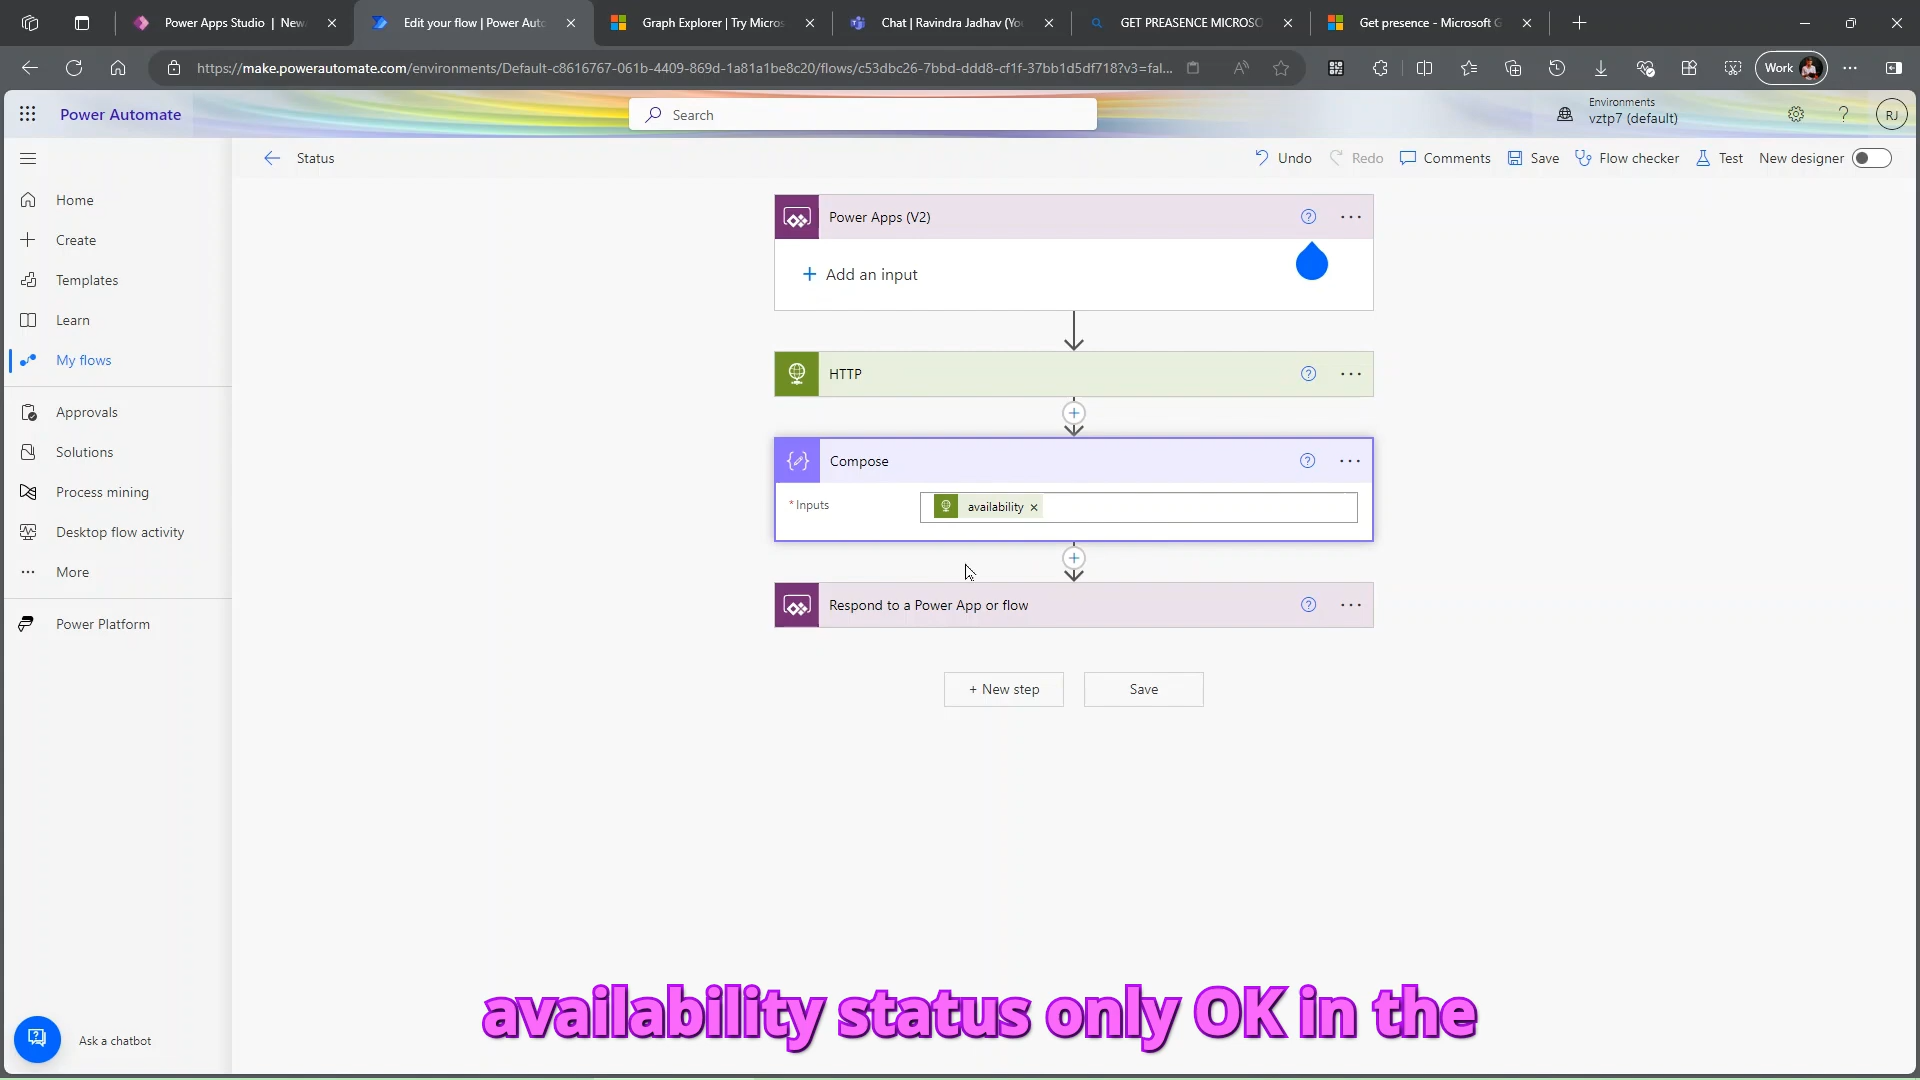 Power Apps Studio | New
Edit your flow | Power Auto
Graph Explorer | Try Micros
Chat | Ravindra Jadhav (Yo
GET PREASENCE MICROSO
Get presence - Microsoft G
https://make.powerautomate.com/environments/Default-c8616767-061b-4409-869d-1a81a1be8c20/flows/c53dbc26-7bbd-ddd8-cf1f-37bb1d5df718?v3=fal...
Work
Power Automate
Search
Environments
vztp7 (default)
RJ
Status
Undo
Redo
Comments
Save
Flow checker
Test
New designer
Home
Create
Templates
Learn
My flows
Approvals
Solutions
Process mining
Desktop flow activity
More
Power Platform
Power Apps (V2)
Add an input
HTTP
Compose
* Inputs
availability
Respond to a Power App or flow
+ New step
Save
availability status only OK in the
Ask a chatbot